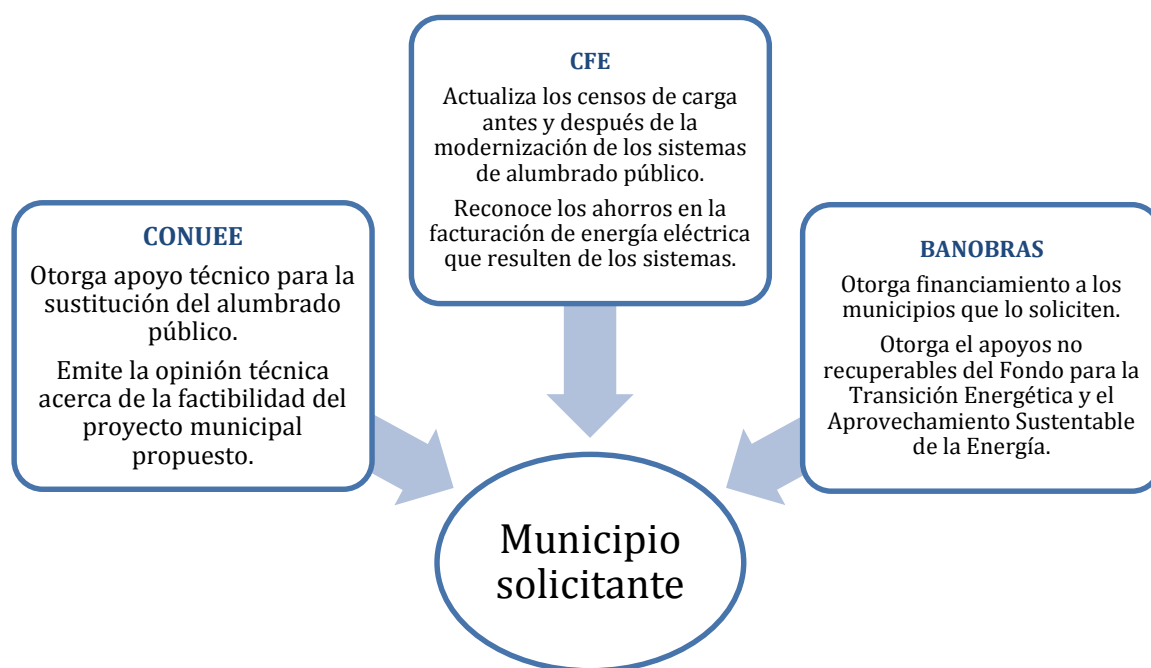 CFE
Actualiza los censos de carga
antes y después de la
modernización de los sistemas
de alumbrado público.
Reconoce los ahorros en la
facturación de energía eléctrica
que resulten de los sistemas.
CONUEE
Otorga apoyo técnico para la
sustitución del alumbrado
público.
Emite la opinión técnica
acerca de la factibilidad del
proyecto municipal
propuesto.
BANOBRAS
Otorga financiamiento a los
municipios que lo soliciten.
Otorga el apoyos no
recuperables del Fondo para la
Transición Energética y el
Aprovechamiento Sustentable
de la Energía.
Municipio
solicitante